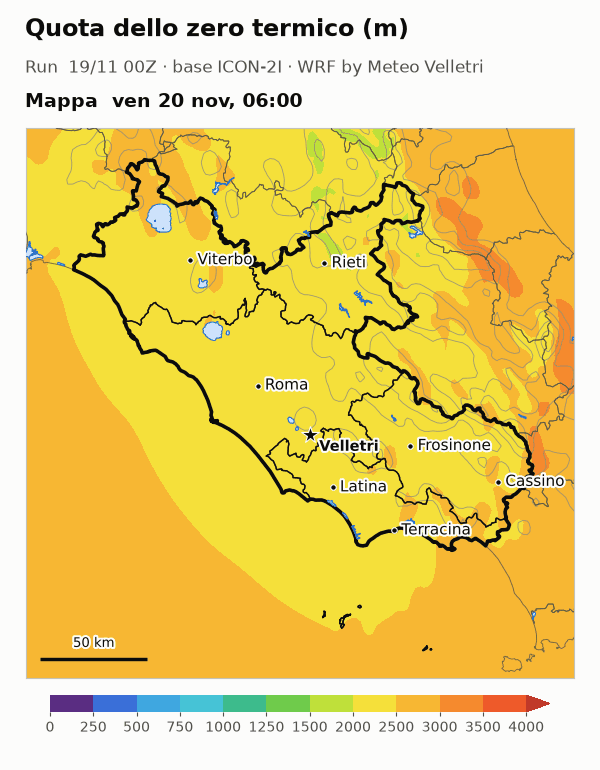 Quota dello zero termico (m)
Run  19/11 00Z · base ICON-2I · WRF by Meteo Velletri
Mappa  ven 20 nov, 06:00
Viterbo
Rieti
Roma
Velletri
Frosinone
Cassino
Latina
Terracina
50 km
0 250 500 750 1000 1250 1500 2000 2500 3000 3500 4000